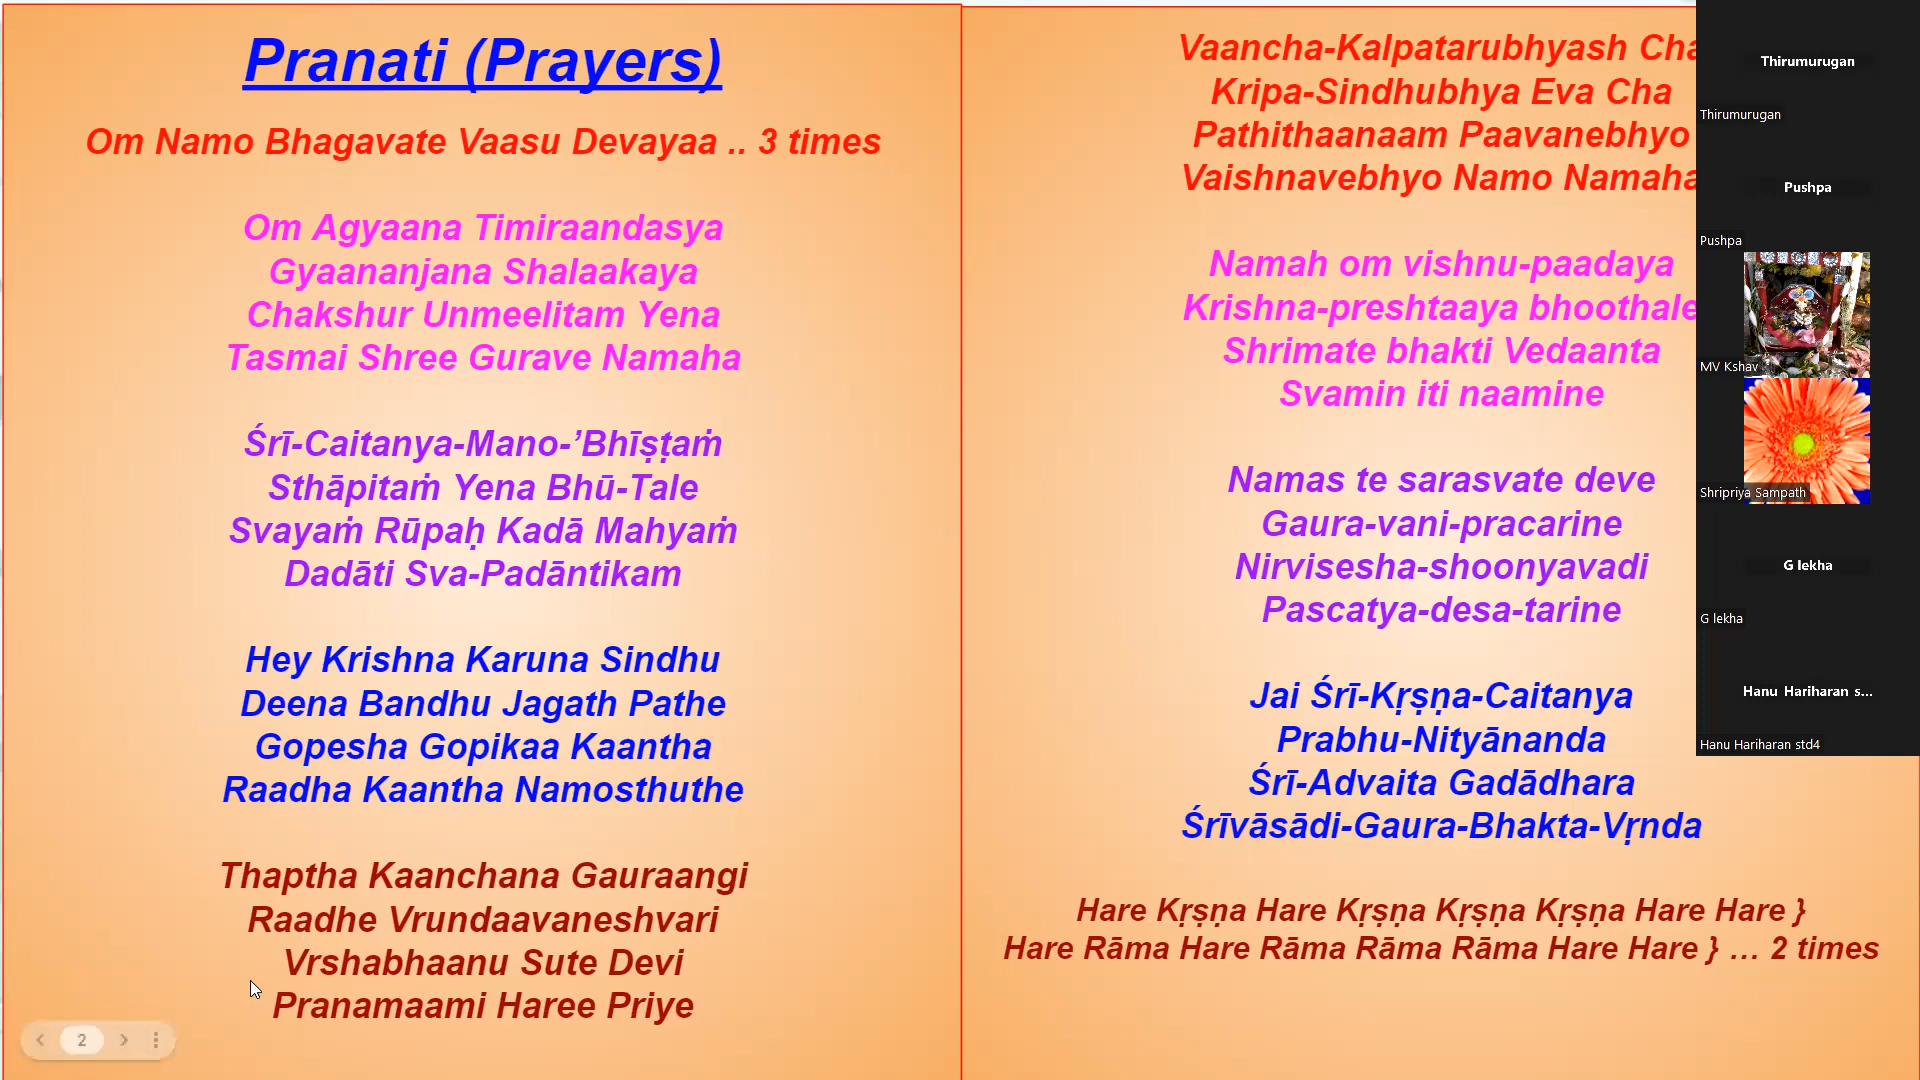 Pranati (Prayers)
Om Namo Bhagavate Vaasu Devayaa .. 3 times
Om Agyaana Timiraandasya
Gyaananjana Shalaakaya
Chakshur Unmeelitam Yena
Tasmai Shree Gurave Namaha
Śrī-Caitanya-Mano-’Bhīṣṭaṁ
Sthāpitaṁ Yena Bhū-Tale
Svayaṁ Rūpaḥ Kadā Mahyaṁ
Dadāti Sva-Padāntikam
Hey Krishna Karuna Sindhu
Deena Bandhu Jagath Pathe
Gopesha Gopikaa Kaantha
Raadha Kaantha Namosthuthe
Thaptha Kaanchana Gauraangi
Raadhe Vrundaavaneshvari
Vrshabhaanu Sute Devi
Pranamaami Haree Priye
2
Vaancha-Kalpatarubhyash Cha
Kripa-Sindhubhya Eva Cha
Pathithaanaam Paavanebhyo
Vaishnavebhyo Namo Namaha
Namah om vishnu-paadaya
Krishna-preshtaaya bhoothale
Shrimate bhakti Vedaanta
Svamin iti naamine
Namas te sarasvate deve
Gaura-vani-pracarine
Nirvisesha-shoonyavadi
Pascatya-desa-tarine
Jai Śrī-Kṛṣṇa-Caitanya
Prabhu-Nityānanda
Śrī-Advaita Gadādhara
Śrīvāsādi-Gaura-Bhakta-Vṛnda
Hare Kṛṣṇa Hare Kṛṣṇa Kṛṣṇa Kṛṣṇa Hare Hare }
Hare Rāma Hare Rāma Rāma Rāma Hare Hare } … 2 times
Thirumurugan
Thirumurugan
Pushpa
Pushpa
MV Kshav
Shripriya Sampath
G lekha
G lekha
Hanu Hariharan s...
Hanu Hariharan std4